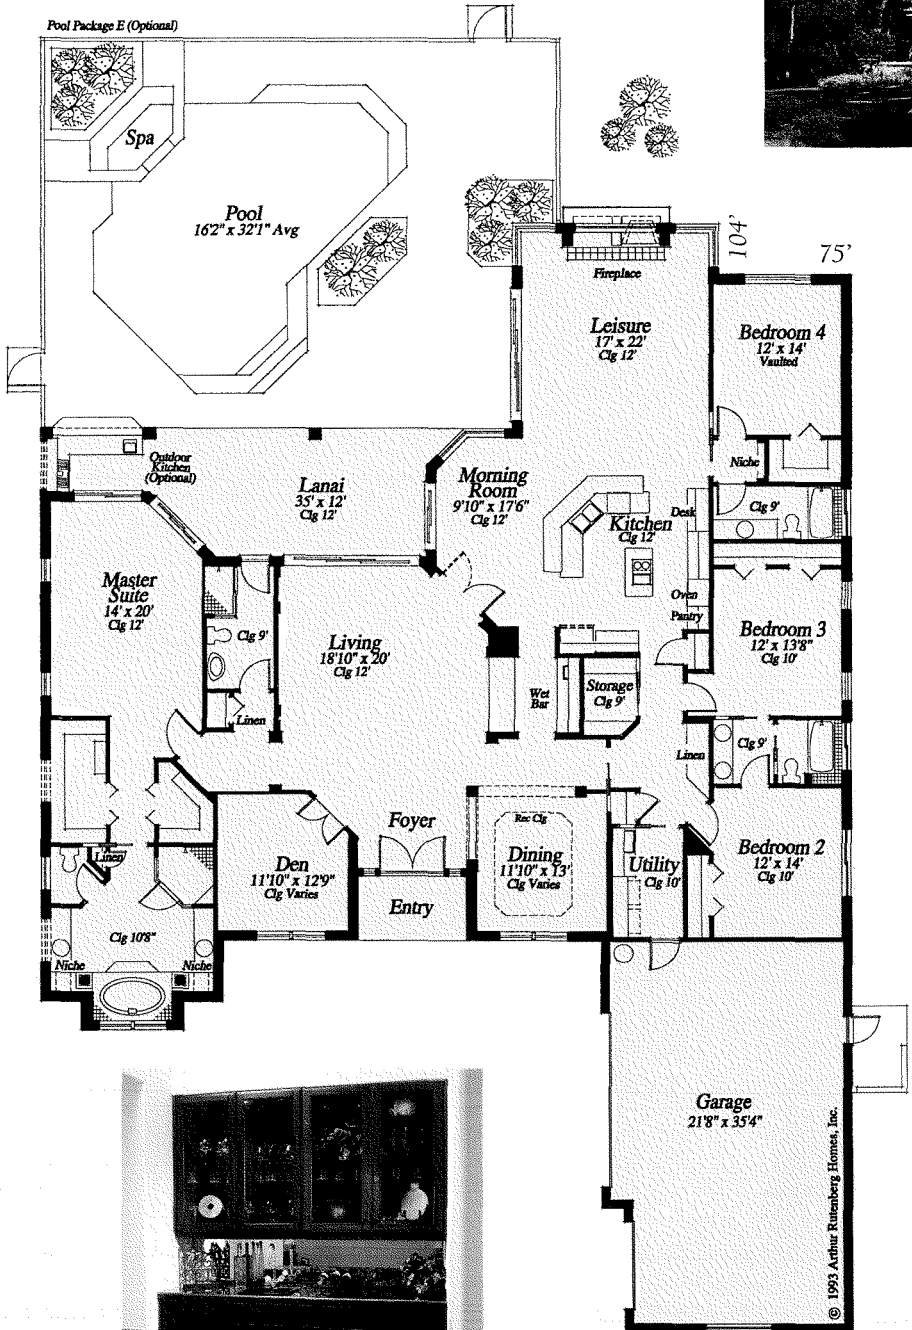 Pool Package E (Optional)
Spa
Pool
16'2" x 32'1" Avg
104'
75'
Fireplace
Leisure
17' x 22'
Clg 12'
Bedroom 4
12' x 14'
Vaulted
Outdoor
Kitchen
(Optional)
Lanai
35' x 12'
Clg 12'
Morning
Room
9'10" x 17'6"
Clg 12'
Niche
Desk
Clg 9'
Kitchen
Clg 12'
Master
Suite
14' x 20'
Clg 12'
Oven
Pantry
Clg 9'
Living
18'10" x 20'
Clg 12'
Bedroom 3
12' x 13'8"
Clg 10'
Storage
Clg 9'
Wet
Bar
Linen
Linen
Clg 9'
Foyer
Rec Clg
Linen
Den
11'10" x 12'9"
Clg Varies
Dining
11'10" x 13'
Clg Varies
Utility
Clg 10'
Bedroom 2
12' x 14'
Clg 10'
Entry
Clg 10'8"
Niche
Niche
Garage
21'8" x 35'4"
© 1993 Arthur Rutenberg Homes, Inc.